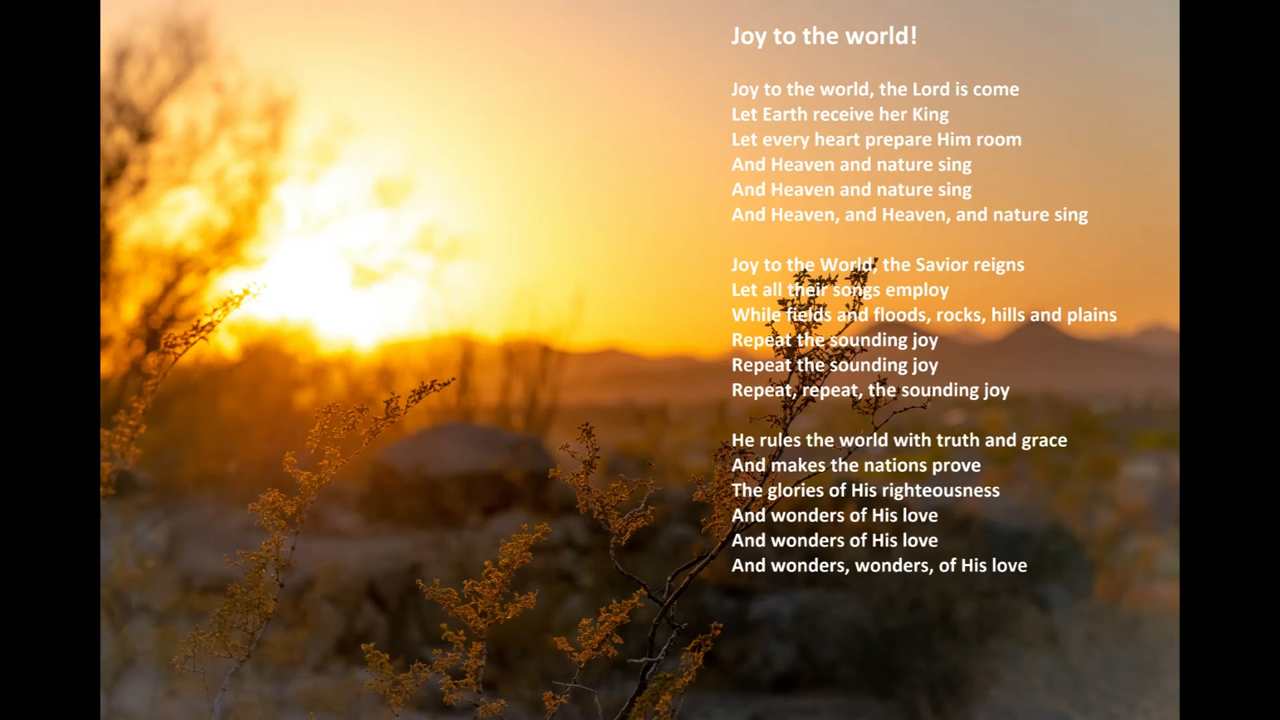 Joy to the world!
Joy to the world, the Lord is come
Let Earth receive her King
Let every heart prepare Him room
And Heaven and nature sing
And Heaven and nature sing
And Heaven, and Heaven, and nature sing
Joy to the World, the Savior reigns
Let all their songs employ
While fields and floods, rocks, hills and plains
Repeat the sounding joy
Repeat the sounding joy
Repeat, repeat, the sounding joy
He rules the world with truth and grace
And makes the nations prove
The glories of His righteousness
And wonders of His love
And wonders of His love
And wonders, wonders, of His love